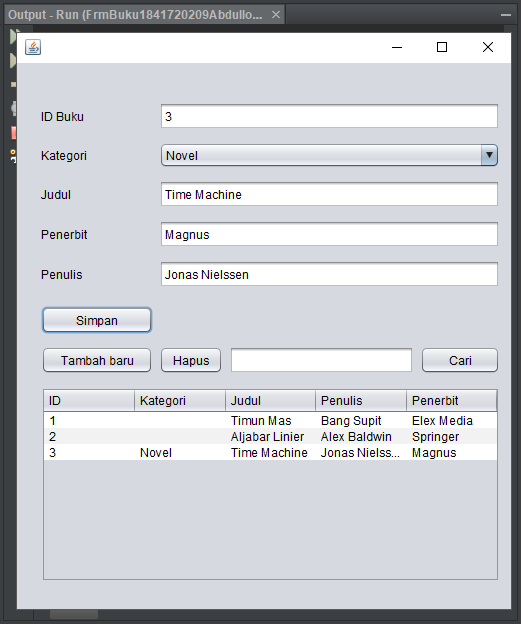 Output - Run (FrmBuku1841720209Abdullo...
ID Buku 3
Kategori Novel
Judul Time Machine
Penerbit Magnus
Penulis Jonas Nielssen
Simpan
Tambah baru Hapus Cari
ID Kategori Judul Penulis Penerbit
1 Timun Mas Bang Supit Elex Media
2 Aljabar Linier Alex Baldwin Springer
3 Novel Time Machine Jonas Nielss... Magnus